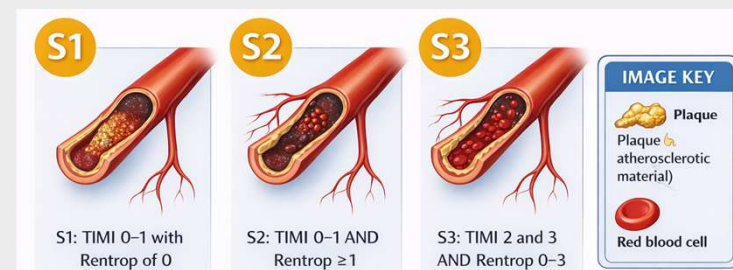 S1
S2
S3
S1: TIMI 0–1 with
Rentrop of 0
S2: TIMI 0–1 AND
Rentrop ≥1
S3: TIMI 2 and 3
AND Rentrop 0–3
IMAGE KEY
Plaque
Plaque
atherosclerotic
material)
Red blood cell